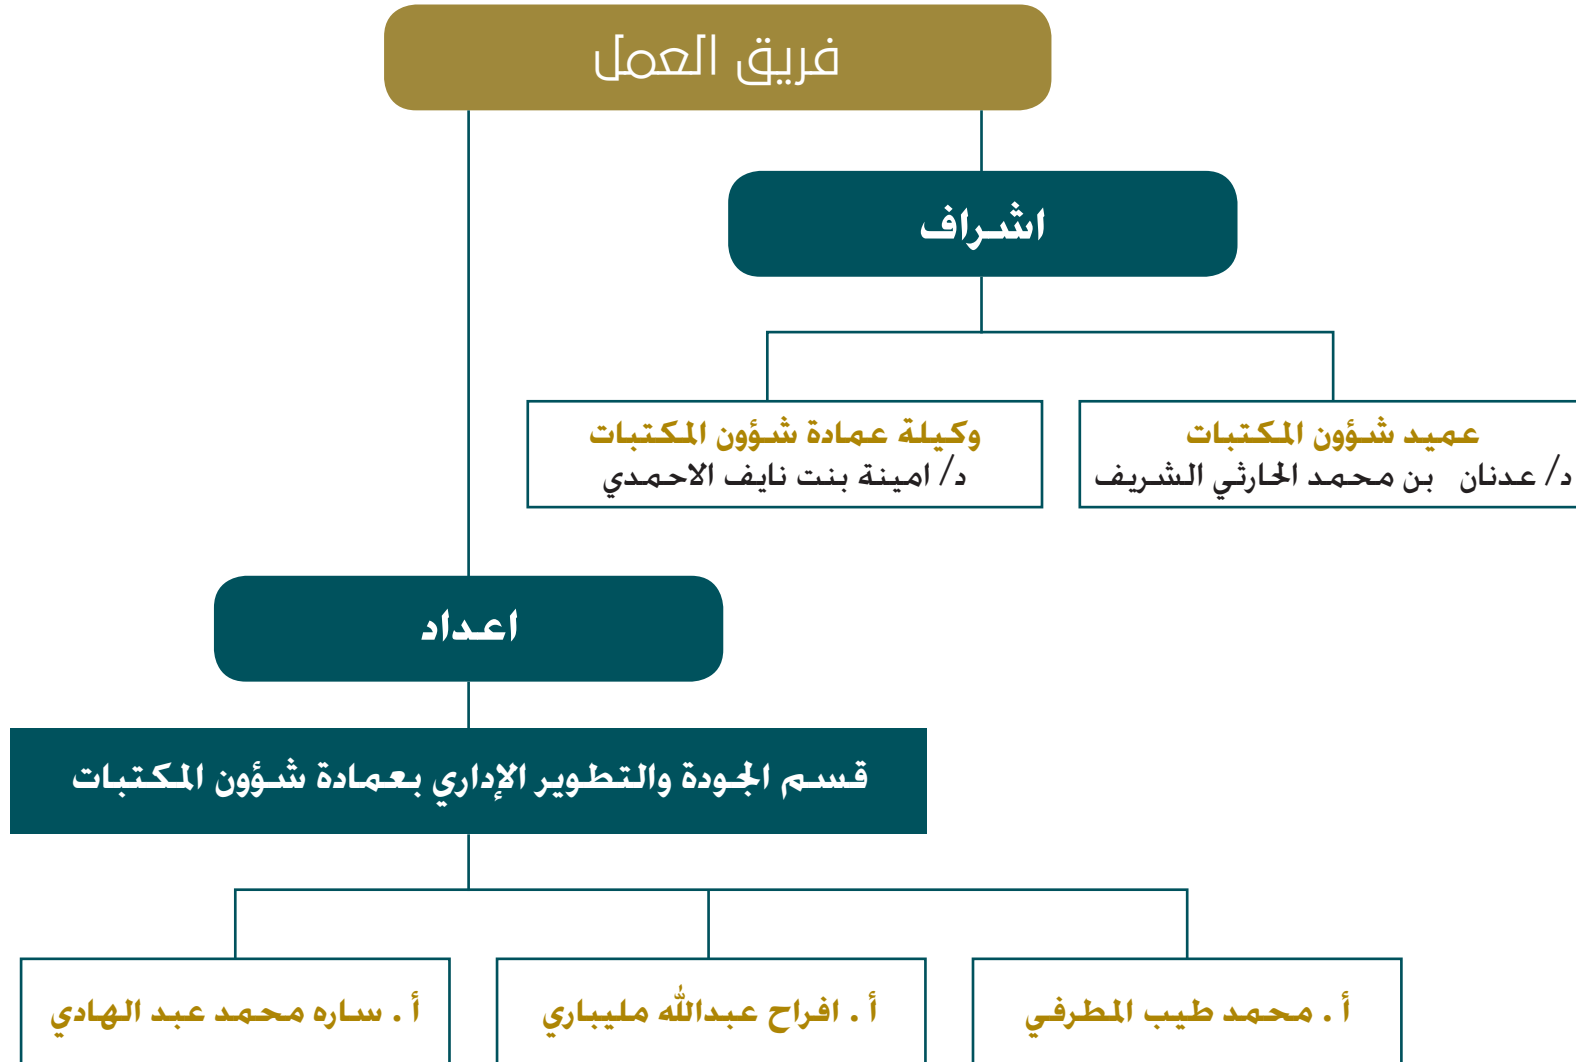 فريق العمل
اشراف
عميد شؤون المكتبات
د/ عدنان بن محمد الحارثي الشريف
وكيلة عمادة شؤون المكتبات
د/ امينة بنت نايف الاحمدي
اعداد
قسم الجودة والتطوير الإداري بعمادة شؤون المكتبات
أ . محمد طيب المطرفي
أ . افراح عبدالله مليباري
أ . ساره محمد عبد الهادي